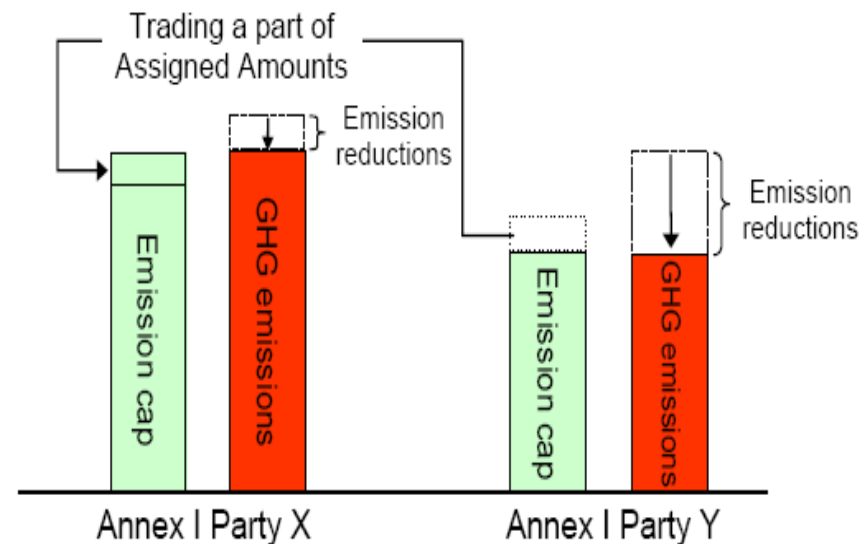 Trading a part of
Assigned Amounts
Emission
reductions
Emission
reductions
Emission cap
GHG emissions
Emission cap
GHG emissions
Annex I Party X
Annex I Party Y